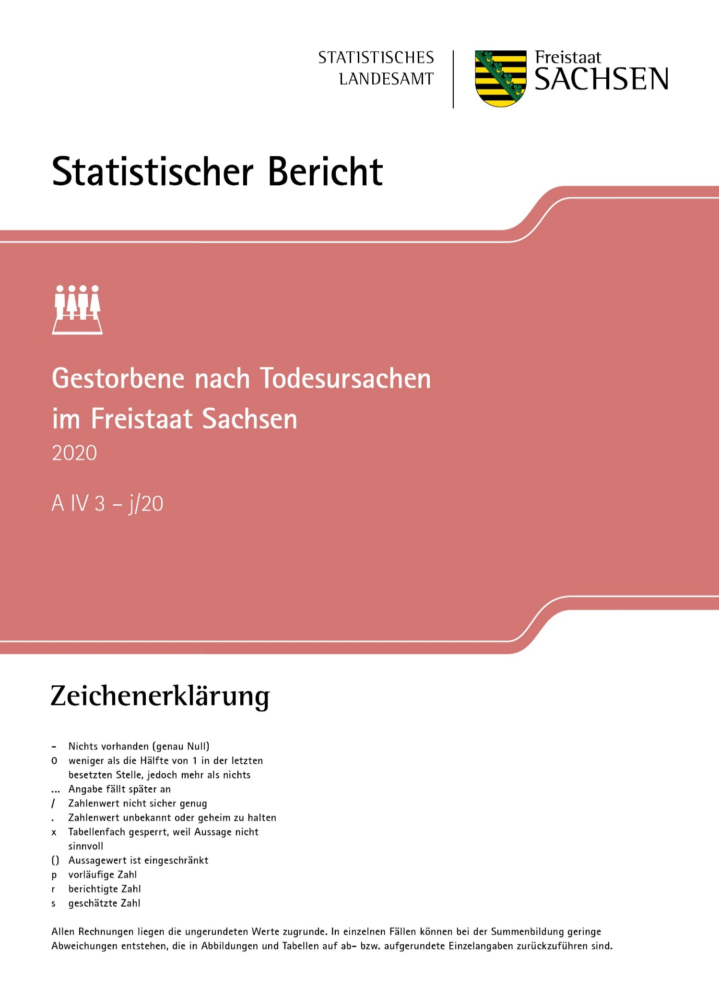 STATISTISCHES
LANDESAMT
Freistaat
SACHSEN
Statistischer Bericht
Gestorbene nach Todesursachen
im Freistaat Sachsen
2020
A IV 3 – j/20
Zeichenerklärung
- Nichts vorhanden (genau Null)
0 weniger als die Hälfte von 1 in der letzten
besetzten Stelle, jedoch mehr als nichts
... Angabe fällt später an
/ Zahlenwert nicht sicher genug
. Zahlenwert unbekannt oder geheim zu halten
x Tabellenfach gesperrt, weil Aussage nicht
sinnvoll
() Aussagewert ist eingeschränkt
p vorläufige Zahl
r berichtigte Zahl
s geschätzte Zahl
Allen Rechnungen liegen die ungerundeten Werte zugrunde. In einzelnen Fällen können bei der Summenbildung geringe
Abweichungen entstehen, die in Abbildungen und Tabellen auf ab- bzw. aufgerundete Einzelangaben zurückzuführen sind.